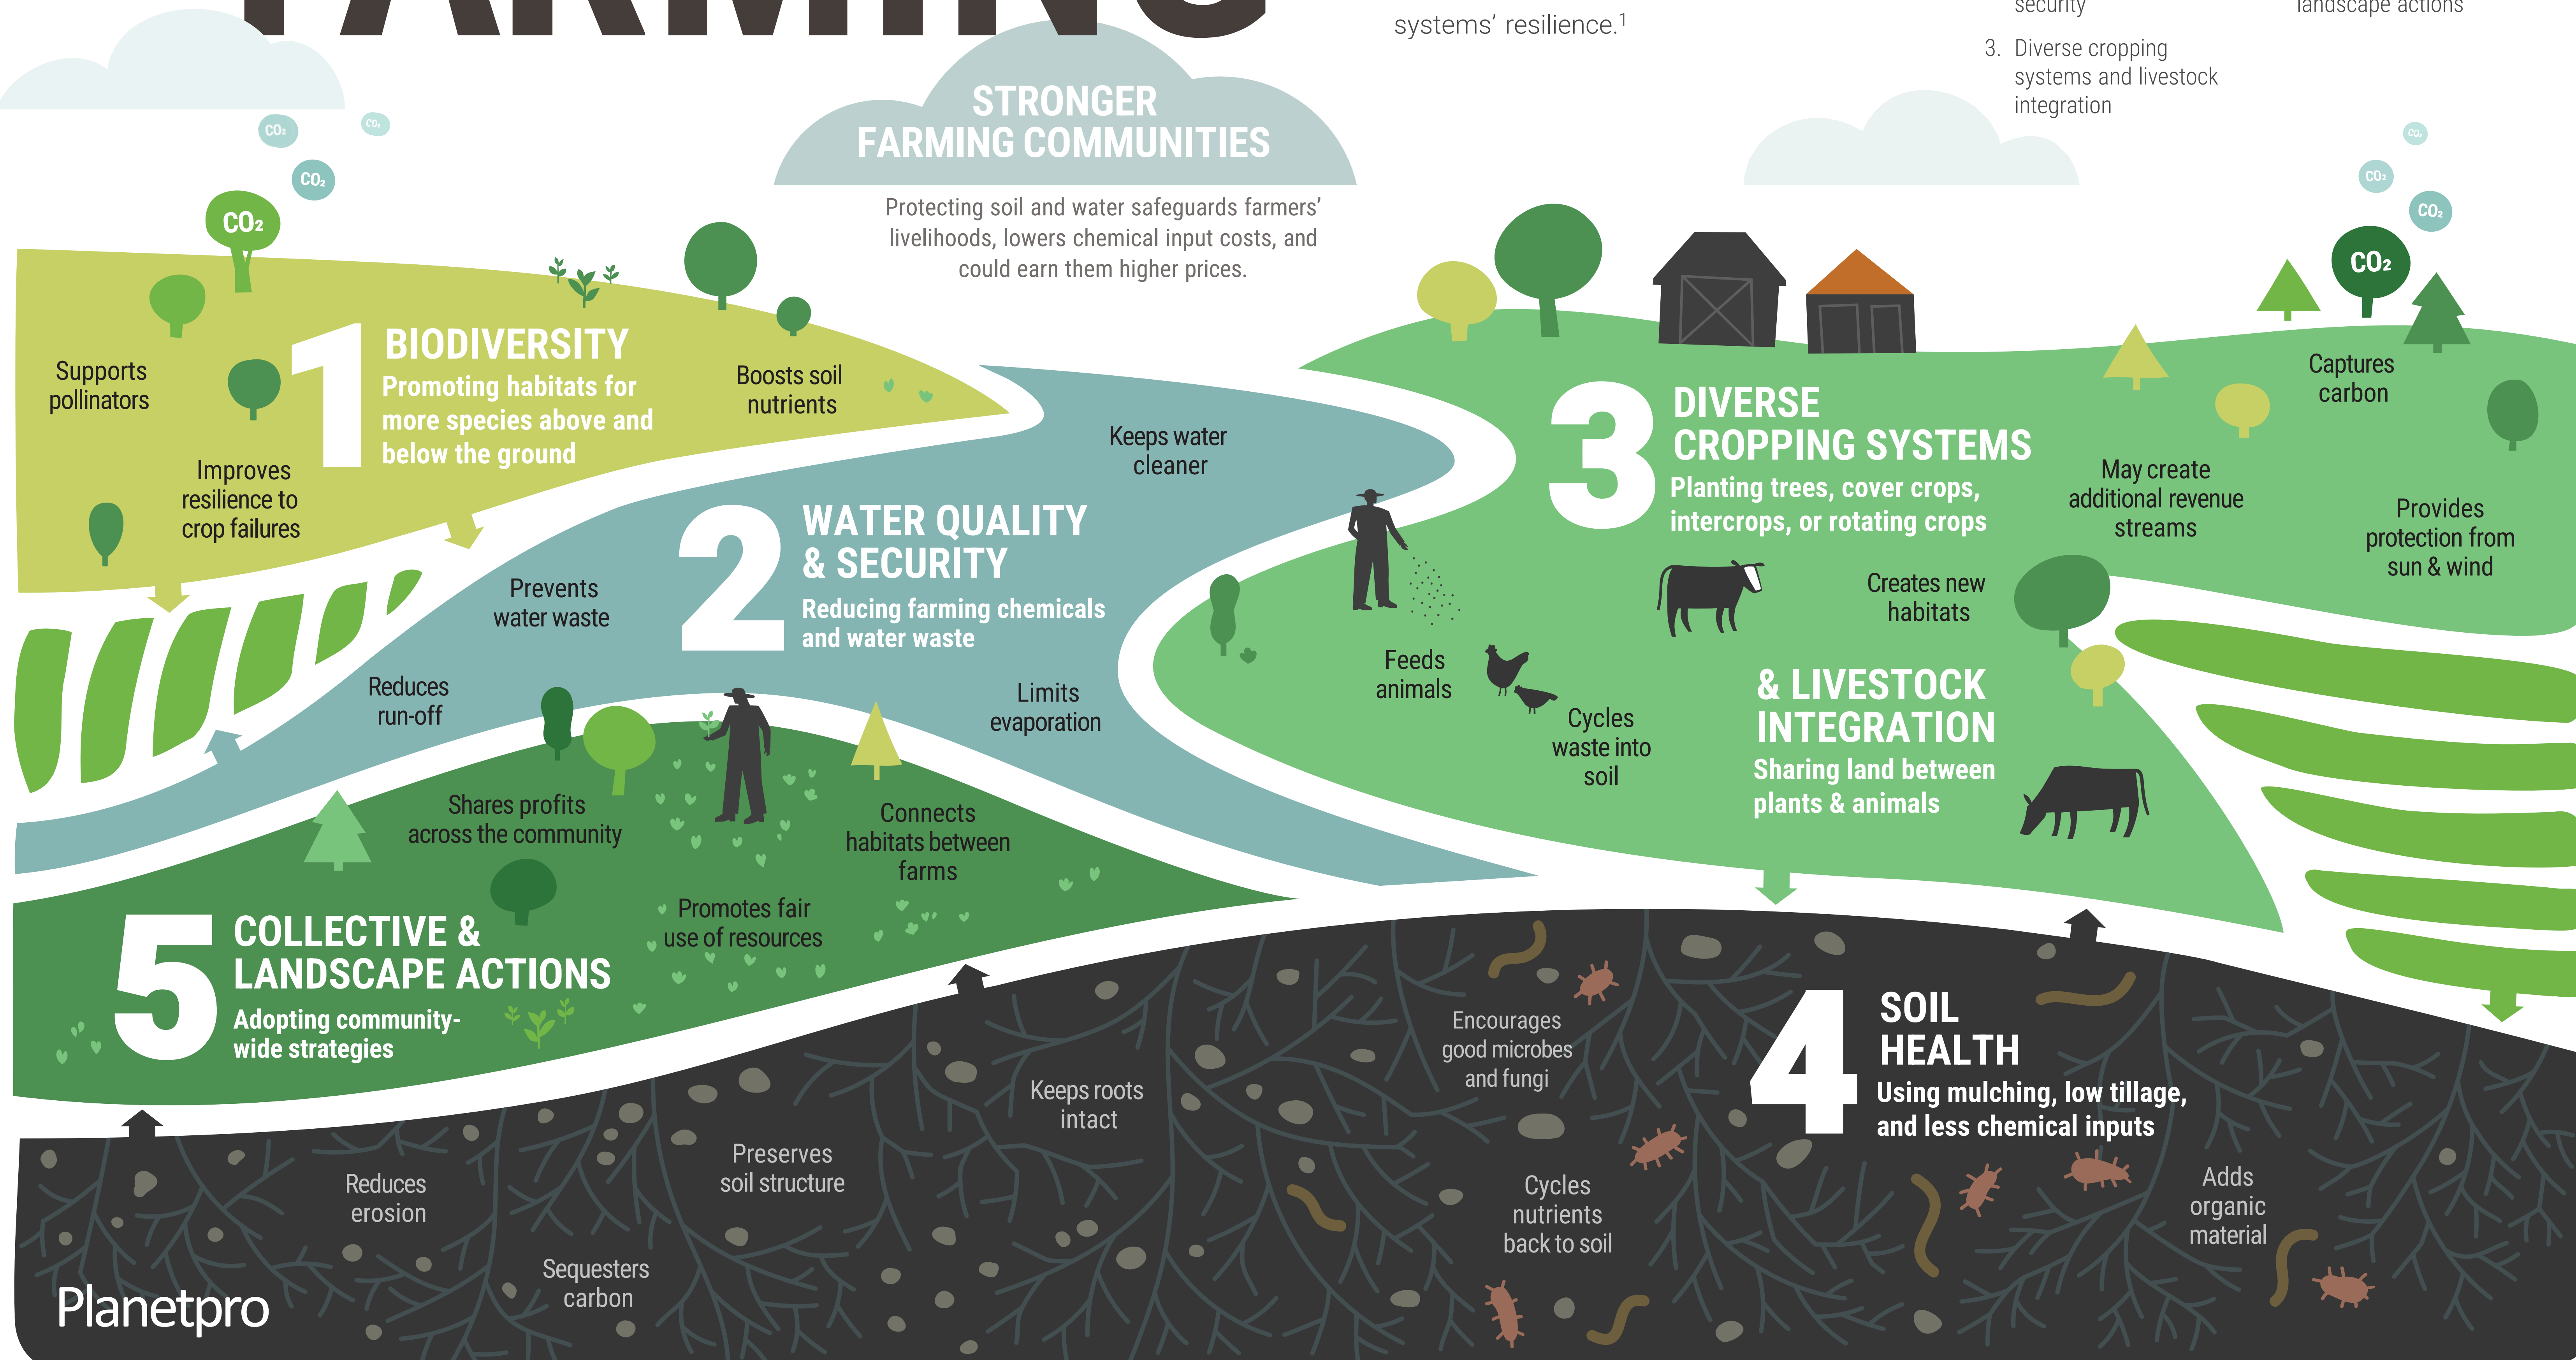 FARMING
systems’ resilience.¹
security
3. Diverse cropping
systems and livestock
integration
landscape actions
STRONGER
FARMING COMMUNITIES
Protecting soil and water safeguards farmers’
livelihoods, lowers chemical input costs, and
could earn them higher prices.
CO₂
CO₂
CO₂
CO₂
1
BIODIVERSITY
Promoting habitats for
more species above and
below the ground
Supports
pollinators
Improves
resilience to
crop failures
Boosts soil
nutrients
2
WATER QUALITY
& SECURITY
Reducing farming chemicals
and water waste
Keeps water
cleaner
Prevents
water waste
Reduces
run-off
Limits
evaporation
CO₂
CO₂
CO₂
CO₂
3
DIVERSE
CROPPING SYSTEMS
Planting trees, cover crops,
intercrops, or rotating crops
Captures
carbon
May create
additional revenue
streams
Provides
protection from
sun & wind
Creates new
habitats
Feeds
animals
Cycles
waste into
soil
& LIVESTOCK
INTEGRATION
Sharing land between
plants & animals
5
COLLECTIVE &
LANDSCAPE ACTIONS
Adopting community-
wide strategies
Shares profits
across the community
Connects
habitats between
farms
Promotes fair
use of resources
4
SOIL
HEALTH
Using mulching, low tillage,
and less chemical inputs
Encourages
good microbes
and fungi
Keeps roots
intact
Preserves
soil structure
Reduces
erosion
Sequesters
carbon
Cycles
nutrients
back to soil
Adds
organic
material
Planetpro